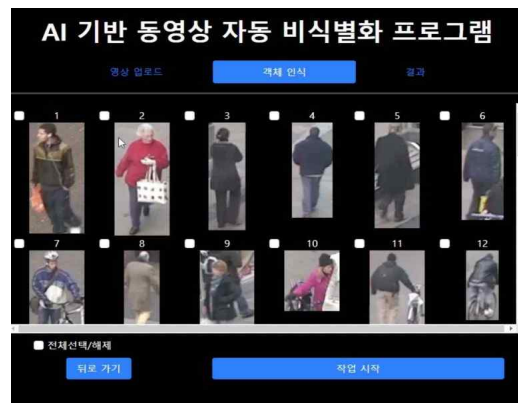 AI 기반 동영상 자동 비식별화 프로그램
영상 업로드 객체 인식 결과
1 2 3 4 5 6
7 8 9 10 11 12
전체선택/해제
뒤로 가기 작업 시작